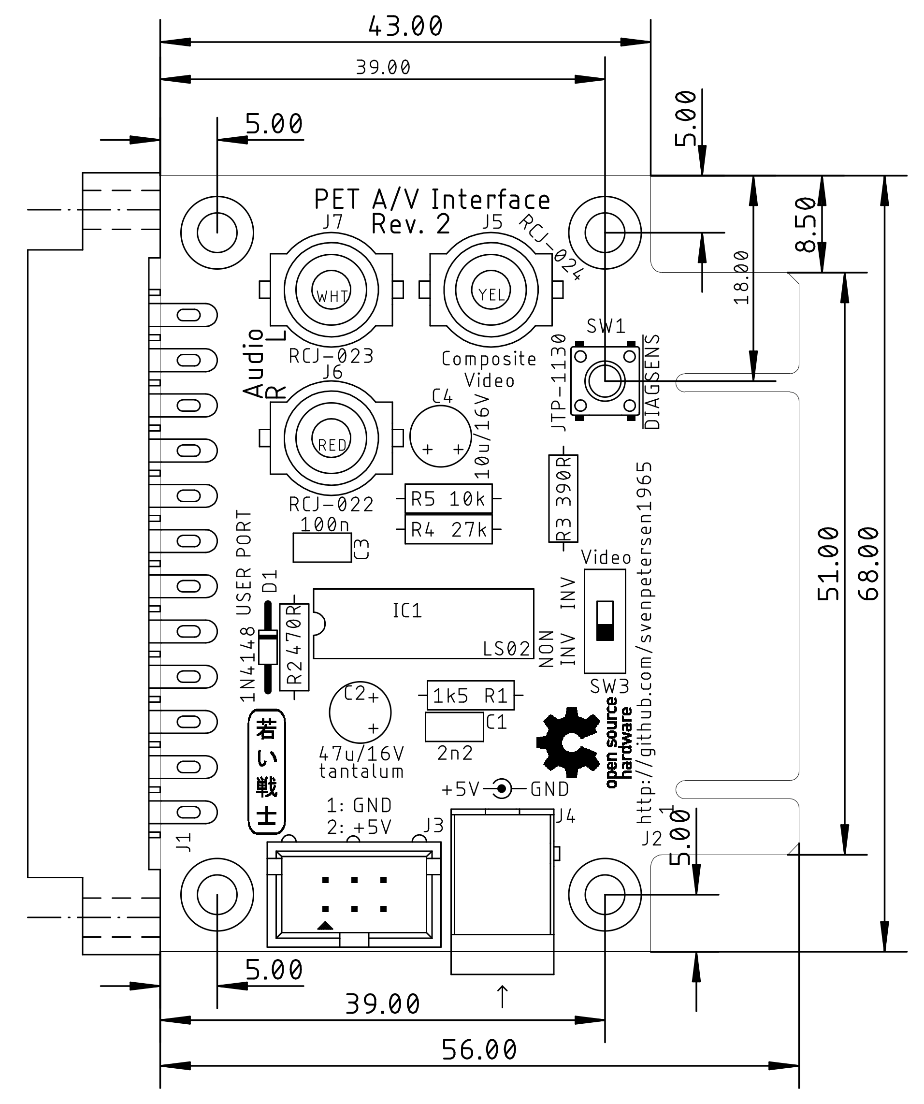 43.00
39.00
5.00
5.00
PET A/V Interface
Rev. 2
J7
J5
RCJ-024
8.50
18.00
WHT
YEL
SW1
Audio
L
R
RCJ-023
J6
Composite
Video
JTP-1130
DIAGSENS
C4
10u/16V
RED
RCJ-022
100n
C3
R5 10k
R4 27k
R3 390R
USER PORT
D1
1N4148
R2 470R
IC1
LS02
Video
INV
NON
INV
SW3
51.00
68.00
http://github.com/svenpetersen1965
C2
47u/16V
tantalum
1k5 R1
C1
2n2
open source
hardware
若い戦士
+5V
GND
1: GND
2: +5V
J3
J4
J1
J2
1
5.00
5.00
39.00
56.00